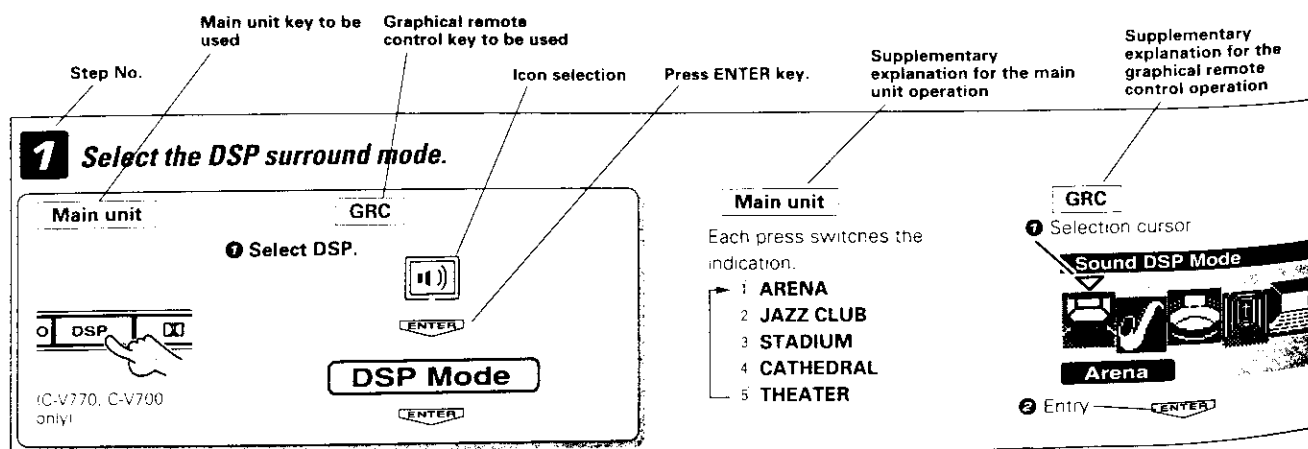 Main unit key to be
used
Graphical remote
control key to be used
Step No.
Icon selection
Press ENTER key.
Supplementary
explanation for the main
unit operation
Supplementary
explanation for the
graphical remote
control operation
1 Select the DSP surround mode.
Main unit
DSP
(C-V770, C-V700
only)
GRC
❶ Select DSP.
ENTER
DSP Mode
ENTER
Main unit
Each press switches the
indication.
1 ARENA
2 JAZZ CLUB
3 STADIUM
4 CATHEDRAL
5 THEATER
GRC
❶ Selection cursor
Sound DSP Mode
Arena
❷ Entry
ENTER